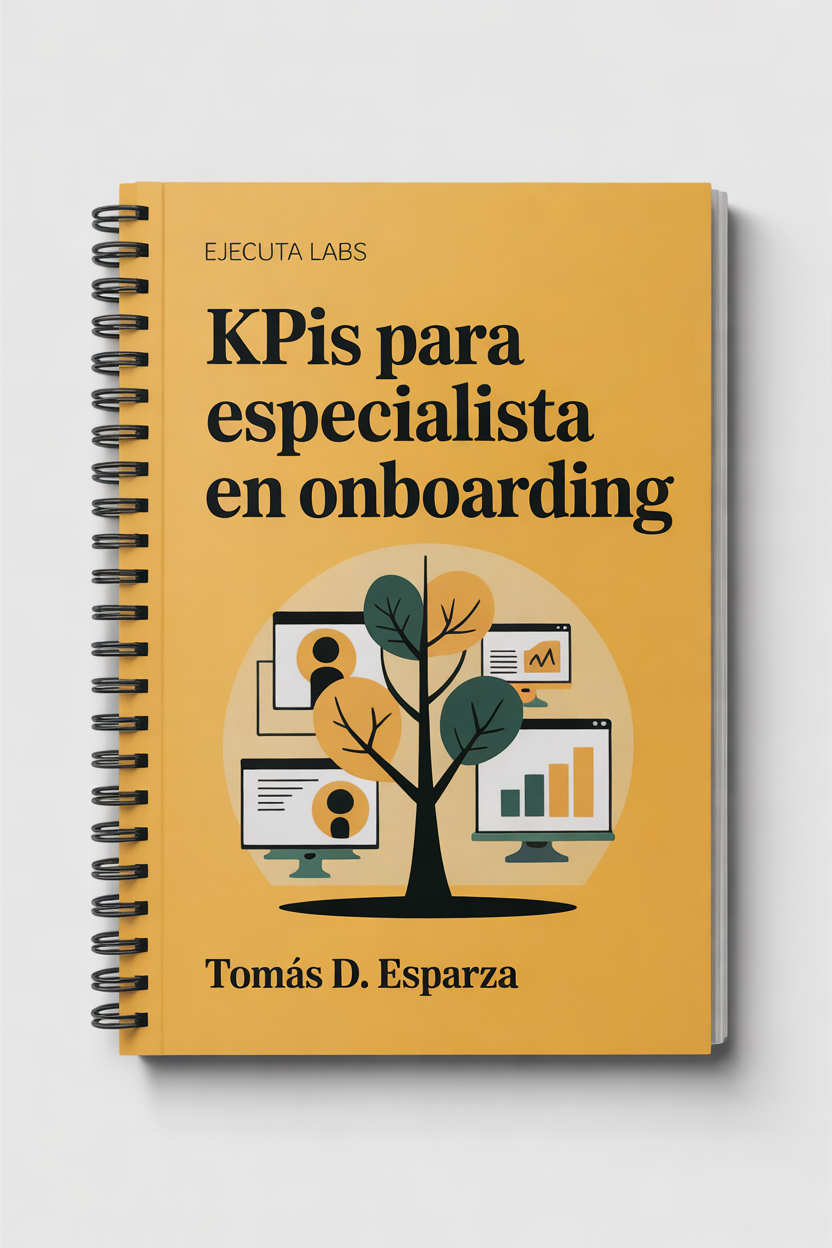 EJECUTA LABS
KPis para
especialista
en onboarding
Tomás D. Esparza